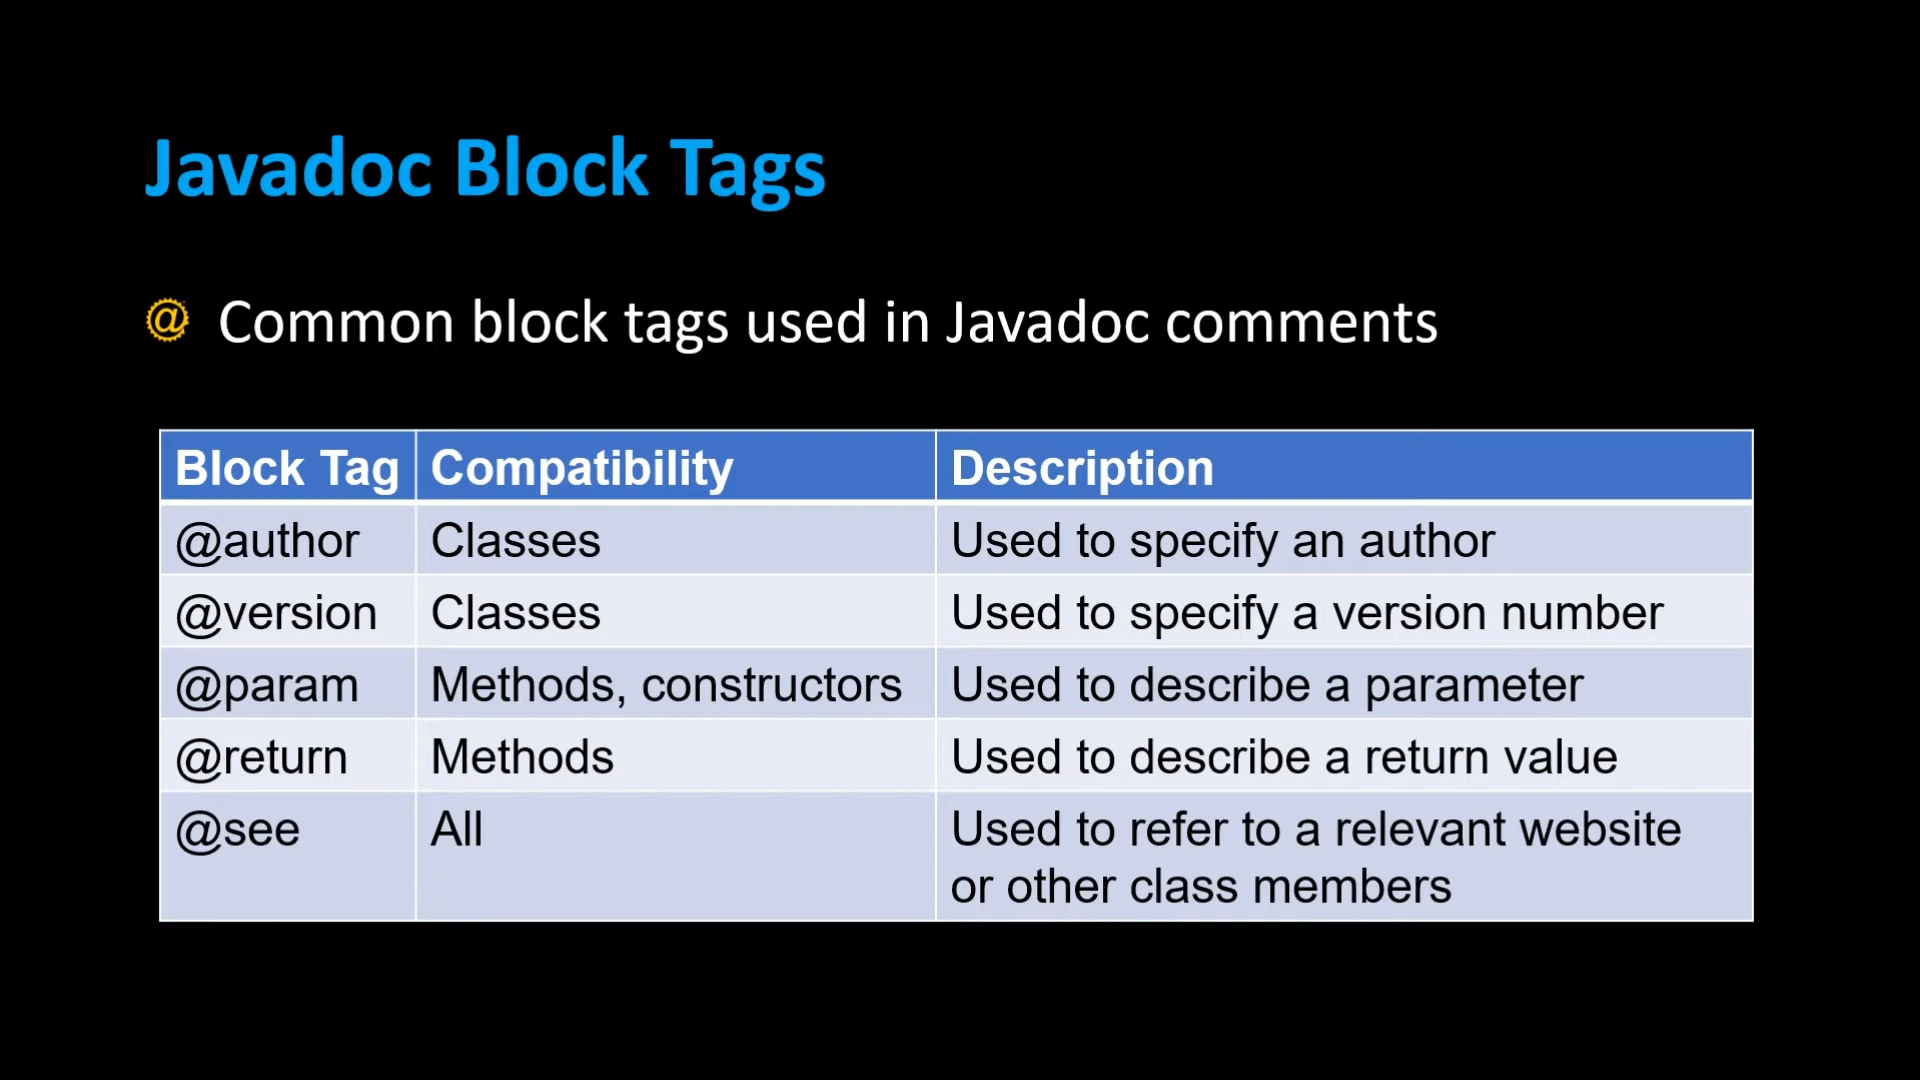 Javadoc Block Tags
@ Common block tags used in Javadoc comments
Block Tag Compatibility Description
@author Classes Used to specify an author
@version Classes Used to specify a version number
@param Methods, constructors Used to describe a parameter
@return Methods Used to describe a return value
@see All Used to refer to a relevant website
or other class members